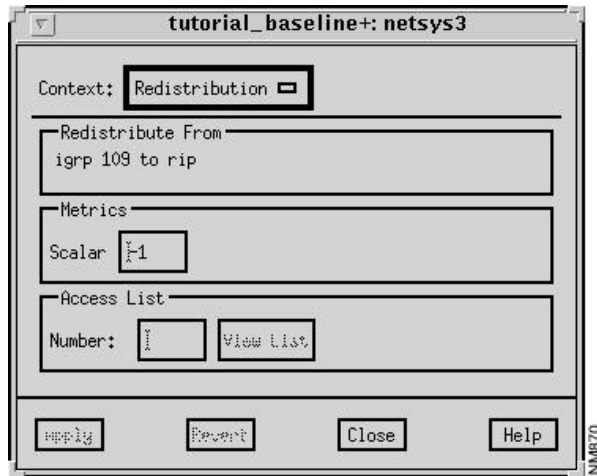 tutorial_baseline+: netsys3
Context: Redistribution
Redistribute From
igrp 109 to rip
Metrics
Scalar -1
Access List
Number: View List
Apply Revert Close Help
NM870